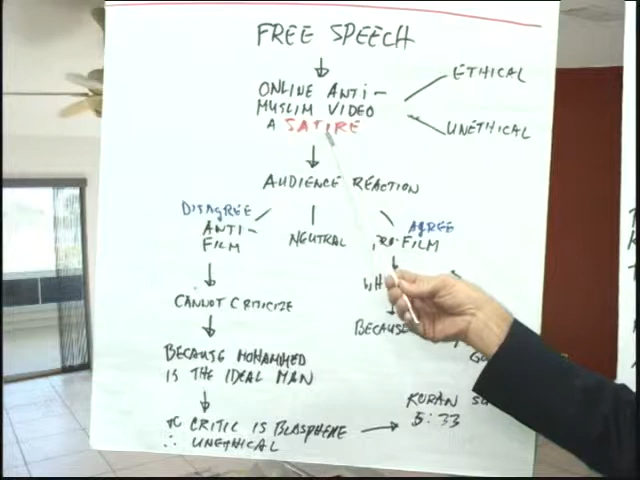 FREE SPEECH
ETHICAL
ONLINE ANTI-
MUSLIM VIDEO
A SATIRE
UNETHICAL
AUDIENCE REACTION
DISAGREE
AGREE
ANTI-
FILM
NEUTRAL
FILM
CANNOT CRITICIZE
BECAUSE
BECAUSE MOHAMMED
IS THE IDEAL MAN
KURAN
5:33
CRITIC IS BLASPHEME
∴ UNETHICAL